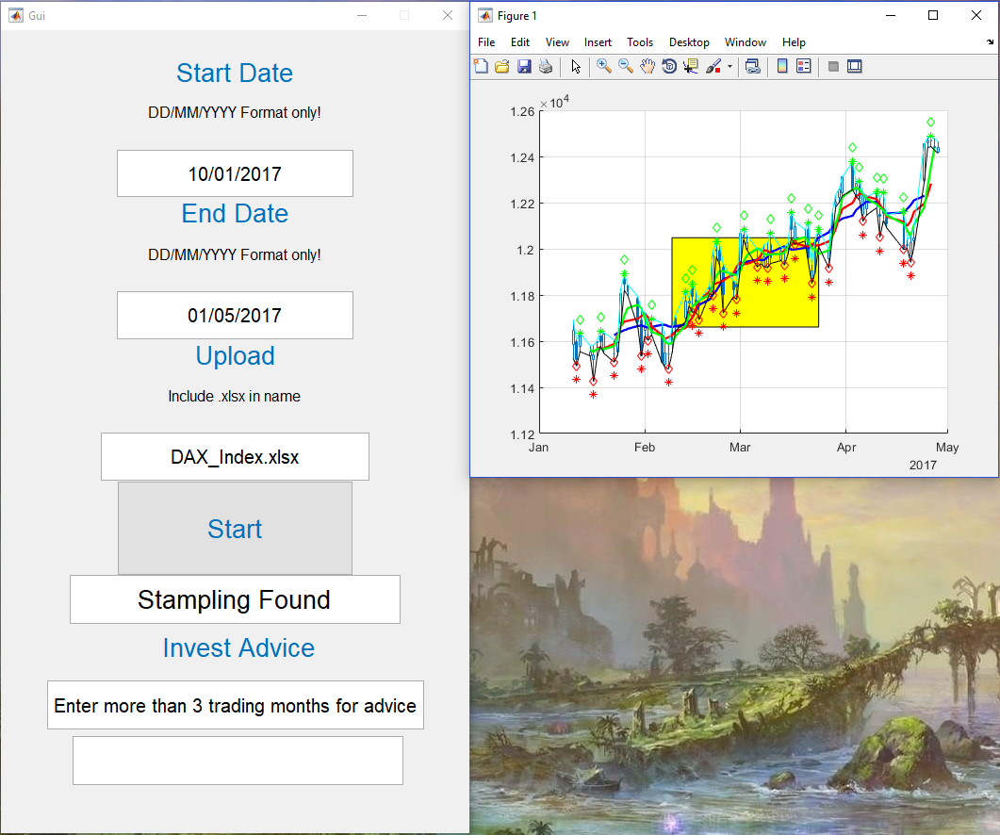 Gui
Start Date
DD/MM/YYYY Format only!
10/01/2017
End Date
DD/MM/YYYY Format only!
01/05/2017
Upload
Include .xlsx in name
DAX_Index.xlsx
Start
Stampling Found
Invest Advice
Enter more than 3 trading months for advice
Figure 1
File Edit View Insert Tools Desktop Window Help
×10⁴
1.26
1.24
1.22
1.2
1.18
1.16
1.14
1.12
Jan Feb Mar Apr May
2017